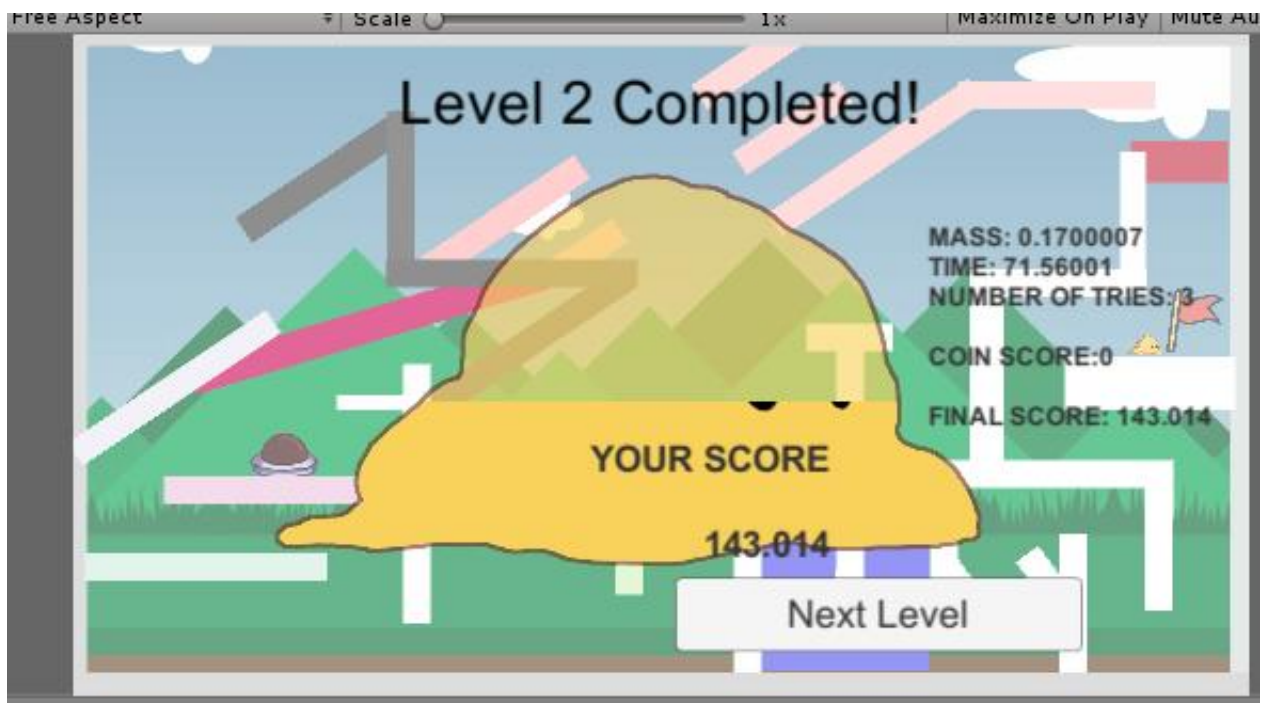 Free Aspect Scale 1x Maximize On Play Mute Au
Level 2 Completed!
MASS: 0.1700007
TIME: 71.56001
NUMBER OF TRIES: 3
COIN SCORE:0
FINAL SCORE: 143.014
YOUR SCORE
143.014
Next Level